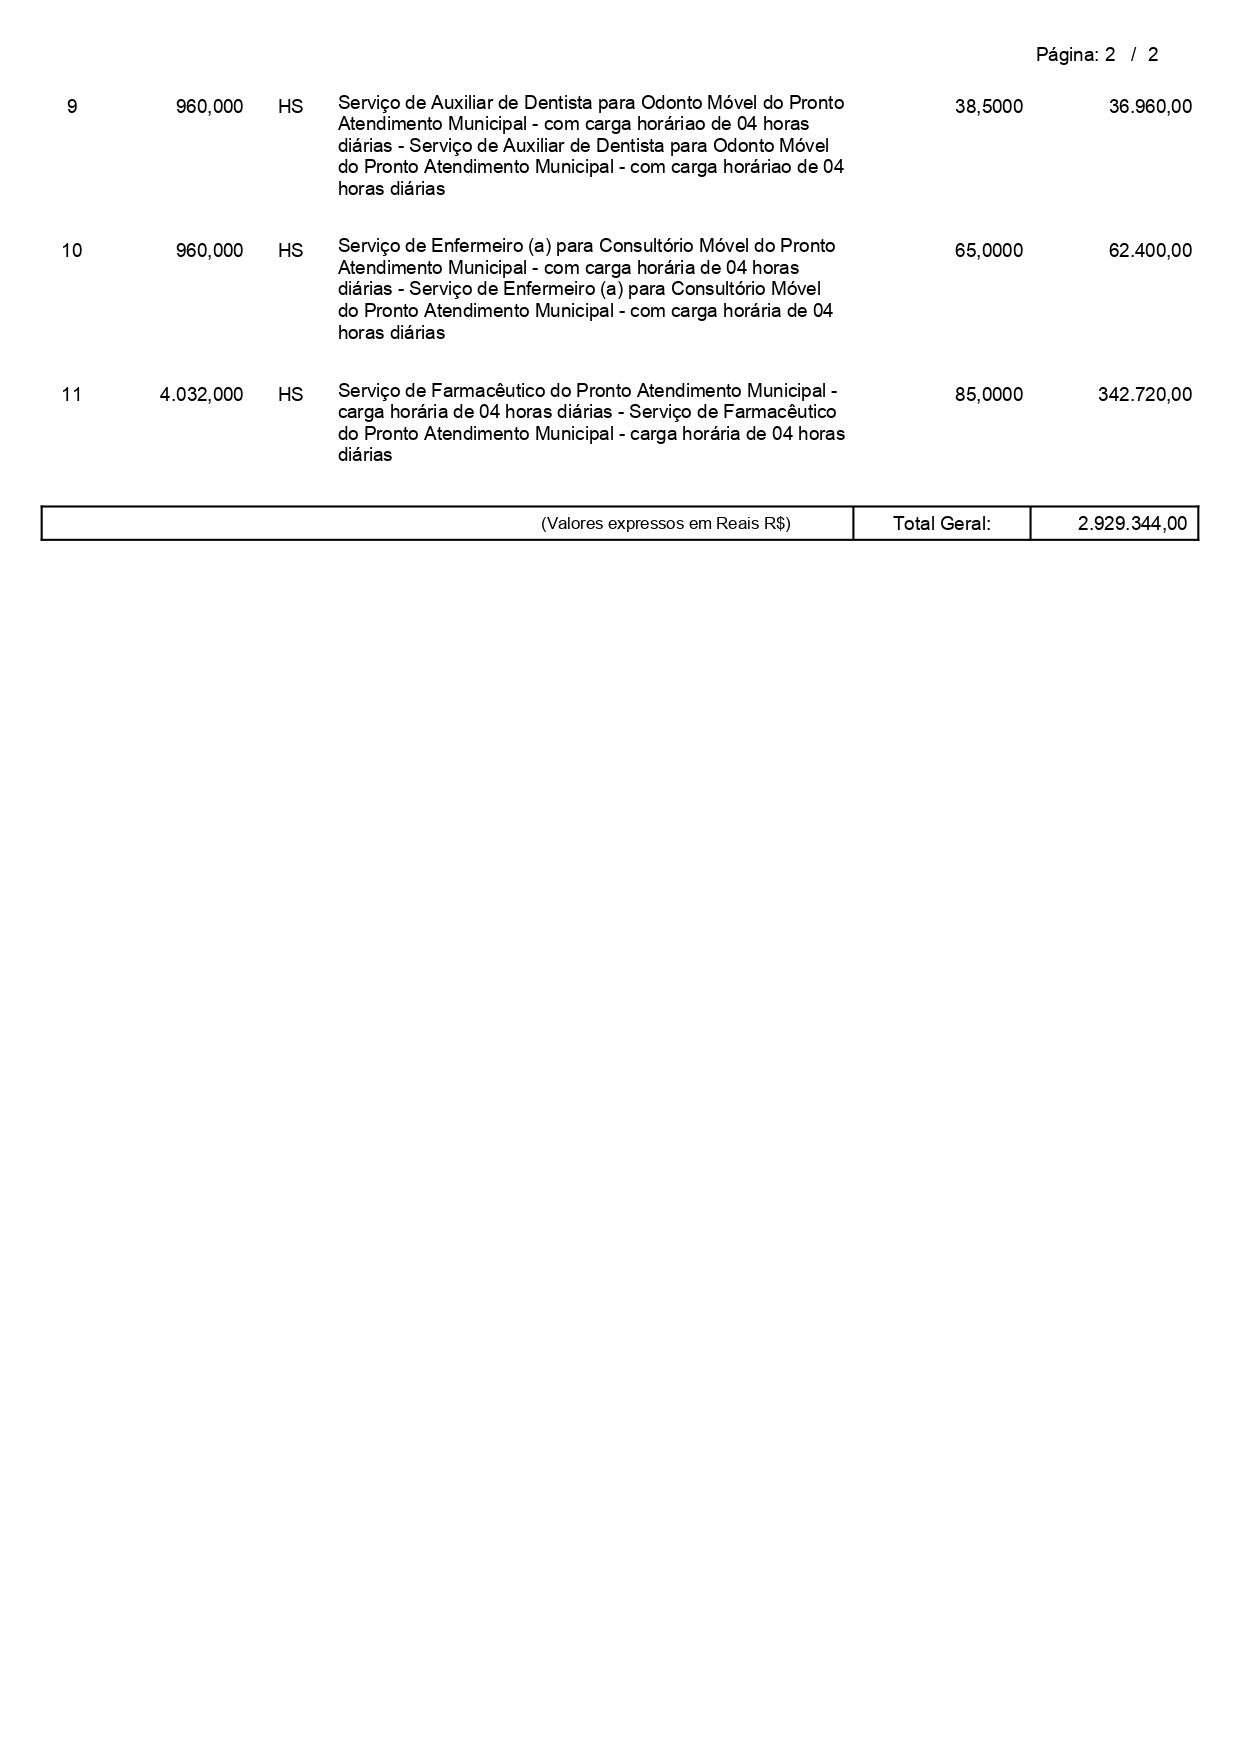 Página: 2 / 2
9 960,000 HS Serviço de Auxiliar de Dentista para Odonto Móvel do Pronto 38,5000 36.960,00
Atendimento Municipal - com carga horáriao de 04 horas
diárias - Serviço de Auxiliar de Dentista para Odonto Móvel
do Pronto Atendimento Municipal - com carga horáriao de 04
horas diárias
10 960,000 HS Serviço de Enfermeiro (a) para Consultório Móvel do Pronto 65,0000 62.400,00
Atendimento Municipal - com carga horária de 04 horas
diárias - Serviço de Enfermeiro (a) para Consultório Móvel
do Pronto Atendimento Municipal - com carga horária de 04
horas diárias
11 4.032,000 HS Serviço de Farmacêutico do Pronto Atendimento Municipal - 85,0000 342.720,00
carga horária de 04 horas diárias - Serviço de Farmacêutico
do Pronto Atendimento Municipal - carga horária de 04 horas
diárias
(Valores expressos em Reais R$) Total Geral: 2.929.344,00